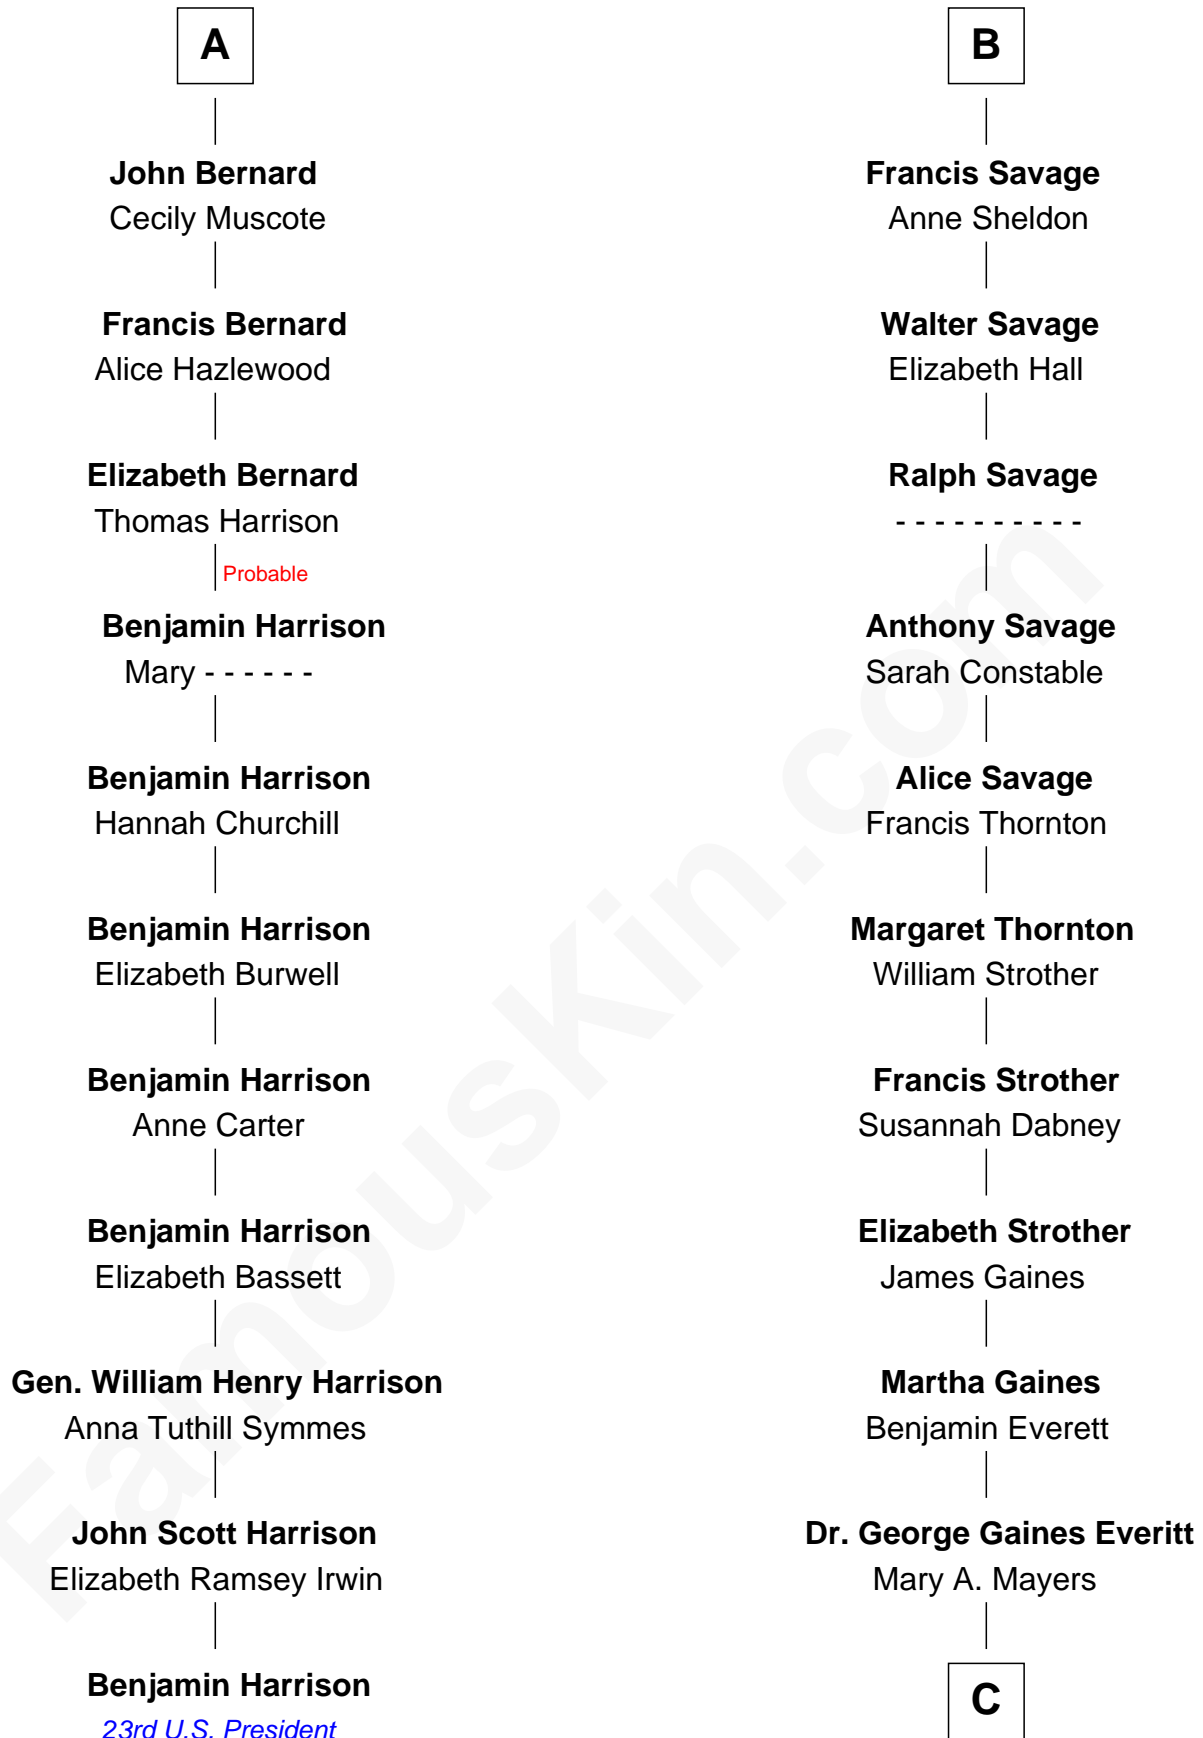 A
John Bernard
Cecily Muscote
Francis Bernard
Alice Hazlewood
Elizabeth Bernard
Thomas Harrison
Probable
Benjamin Harrison
Mary - - - - - -
Benjamin Harrison
Hannah Churchill
Benjamin Harrison
Elizabeth Burwell
Benjamin Harrison
Anne Carter
Benjamin Harrison
Elizabeth Bassett
Gen. William Henry Harrison
Anna Tuthill Symmes
John Scott Harrison
Elizabeth Ramsey Irwin
Benjamin Harrison
23rd U.S. President
B
Francis Savage
Anne Sheldon
Walter Savage
Elizabeth Hall
Ralph Savage
- - - - - - - - - -
Anthony Savage
Sarah Constable
Alice Savage
Francis Thornton
Margaret Thornton
William Strother
Francis Strother
Susannah Dabney
Elizabeth Strother
James Gaines
Martha Gaines
Benjamin Everett
Dr. George Gaines Everitt
Mary A. Mayers
C
FamousKin.com